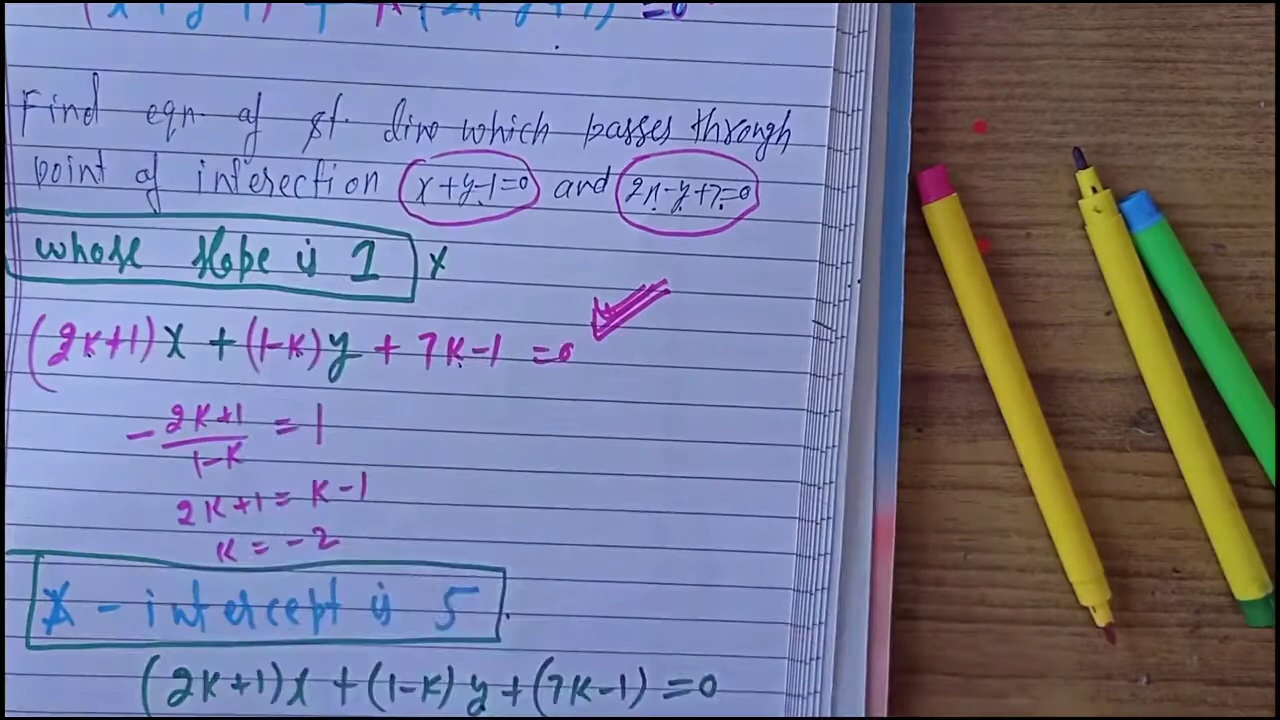 Find eqn. of st. line which passes through
point of intersection x+y-1=0 and 2x-y+7=0
whose slope is 1 x
(2K+1)x + (1-K)y + 7K-1 =0
- 2K+1 / 1-K = 1
2K+1 = K-1
K = -2
X - intercept is 5
(2K+1)x + (1-K)y + (7K-1) =0